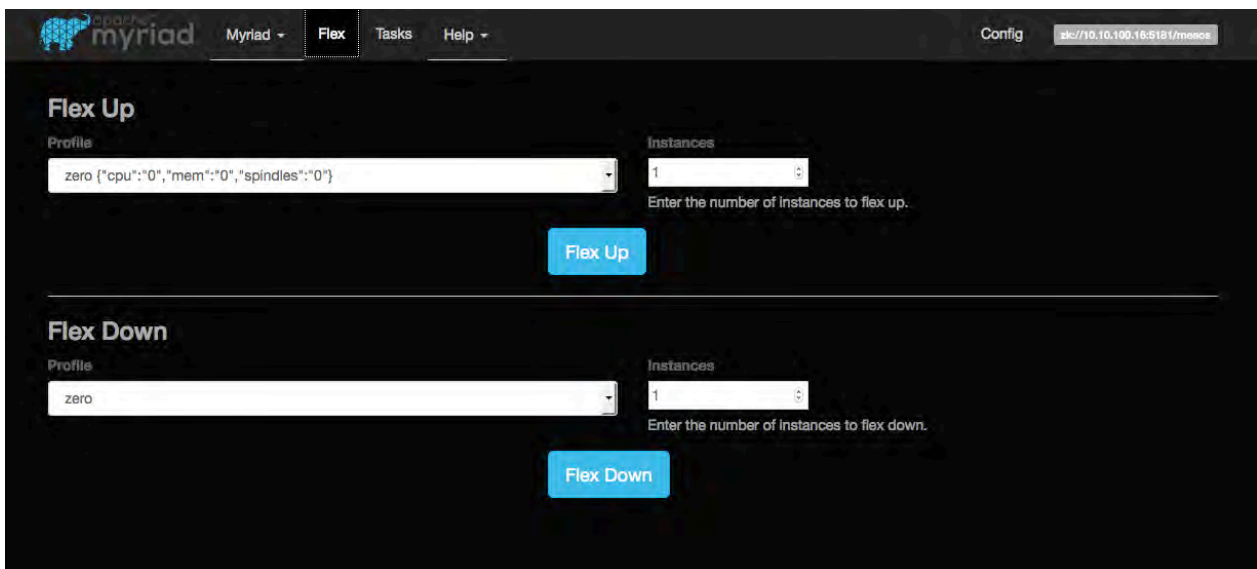 apache
myriad
Myriad
Flex
Tasks
Help
Config
zk://10.10.100.16:5181/mesos
Flex Up
Profile
Instances
zero {"cpu":"0","mem":"0","spindles":"0"}
1
Enter the number of instances to flex up.
Flex Up
Flex Down
Profile
Instances
zero
1
Enter the number of instances to flex down.
Flex Down